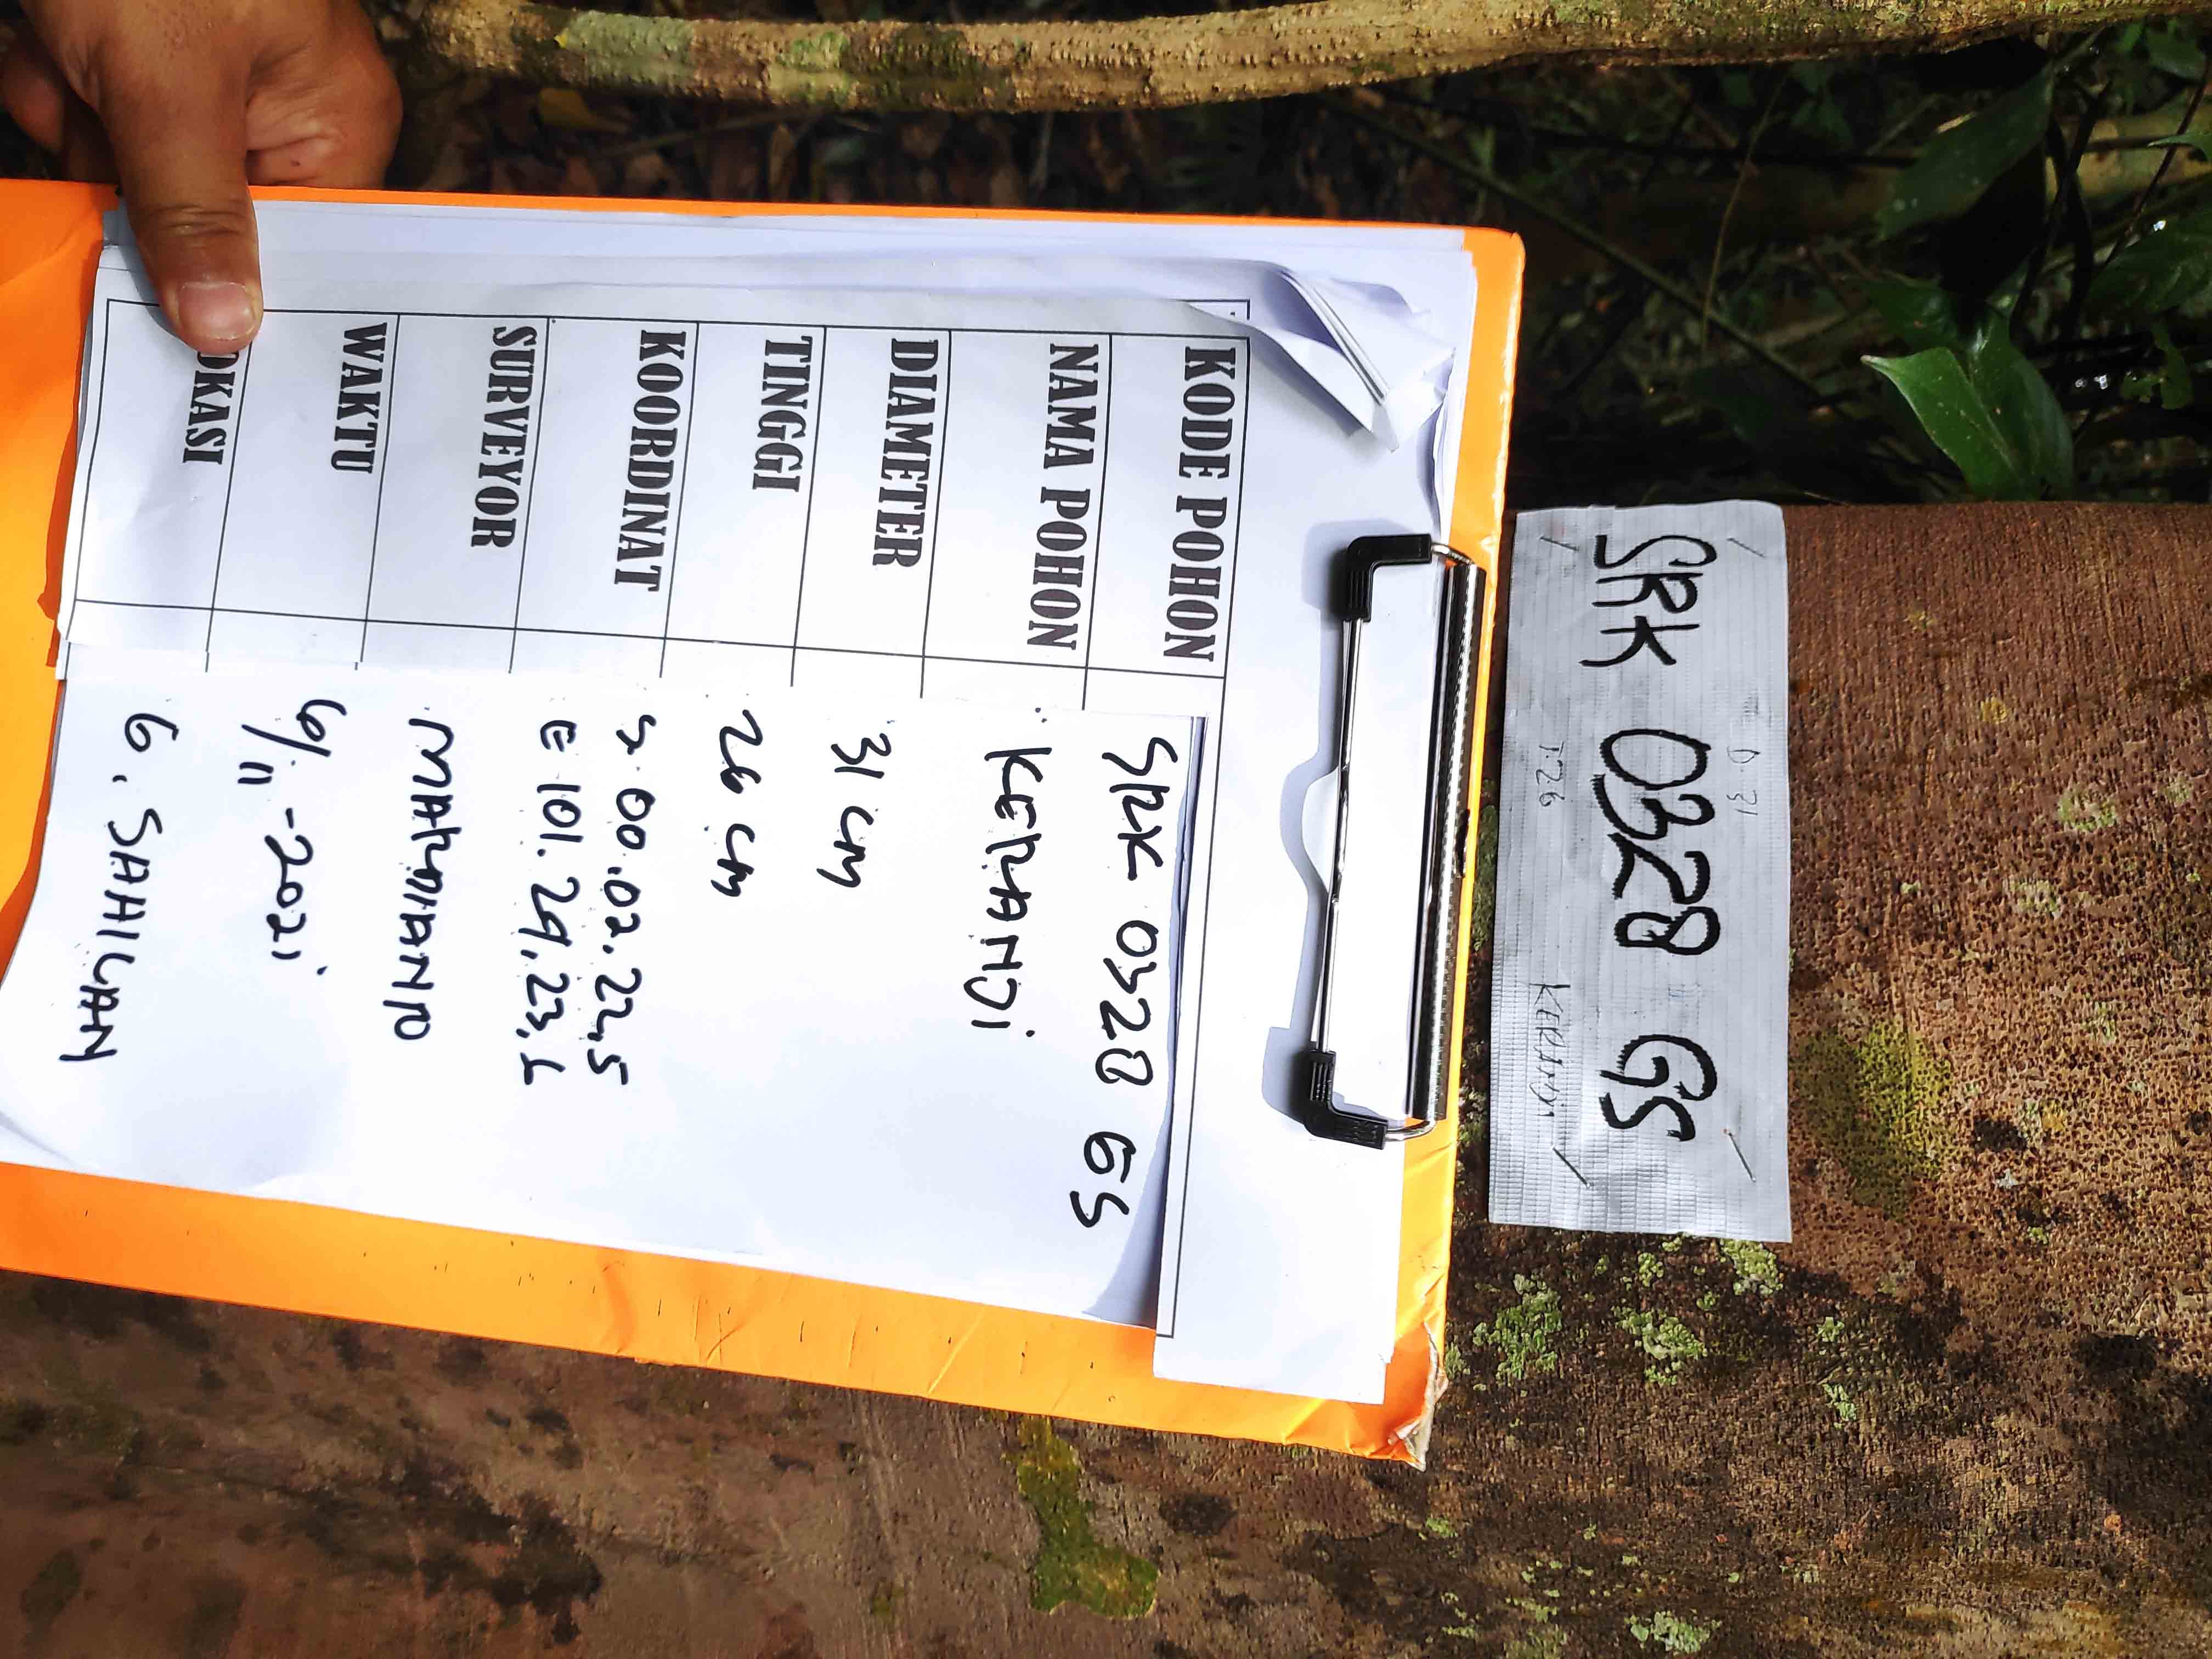 D. 31
SRK 0328 GS
T.26 KERANJI
KODE POHON SRK 0328 GS
NAMA POHON KERANJI
DIAMETER 31 CM
TINGGI 26 CM
KOORDINAT S 00.02.22,5
E 101.29,23,6
SURVEYOR MARDIANTO
WAKTU 6/11-2021
OKASI G. SAHILAN